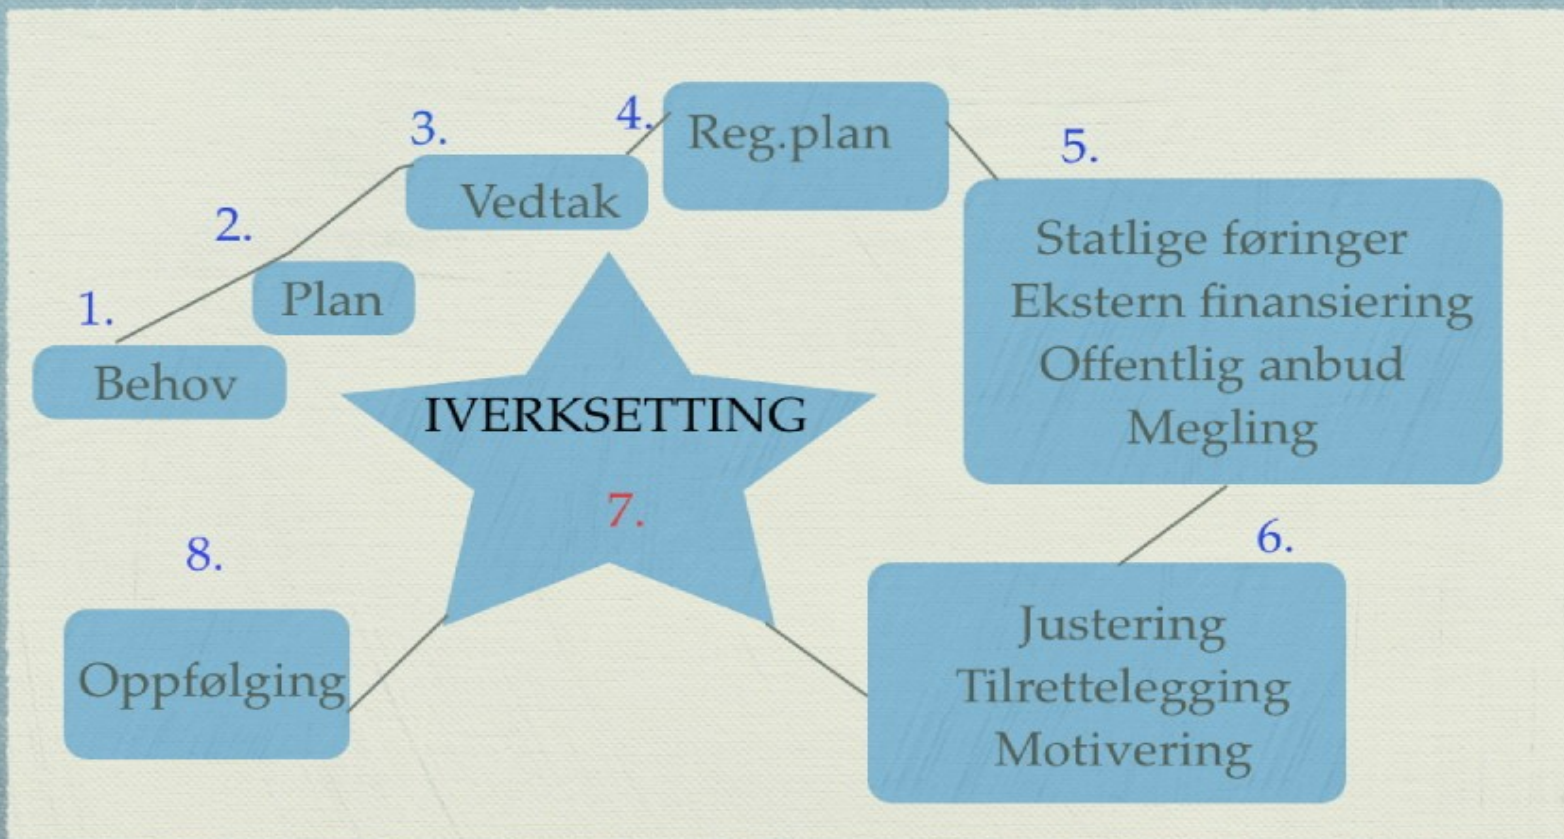 1.
Behov
2.
Plan
3.
Vedtak
4.
Reg.plan
5.
Statlige føringer
Ekstern finansiering
Offentlig anbud
Megling
6.
Justering
Tilrettelegging
Motivering
IVERKSETTING
7.
8.
Oppfølging